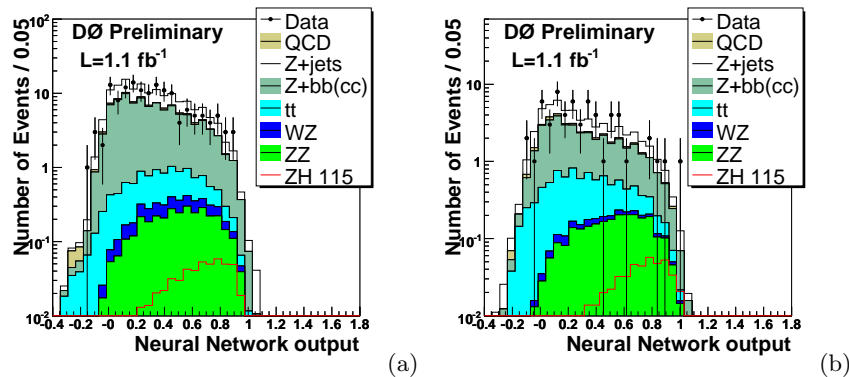 Number of Events / 0.05
10²
10
1
10⁻¹
10⁻²
DØ Preliminary
L=1.1 fb⁻¹
Data
QCD
Z+jets
Z+bb(cc)
tt
WZ
ZZ
ZH 115
-0.4 -0.2 -0 0.2 0.4 0.6 0.8 1 1.2 1.4 1.6 1.8
Neural Network output
(a)
Number of Events / 0.05
10
1
10⁻¹
10⁻²
DØ Preliminary
L=1.1 fb⁻¹
Data
QCD
Z+jets
Z+bb(cc)
tt
WZ
ZZ
ZH 115
-0.4 -0.2 -0 0.2 0.4 0.6 0.8 1 1.2 1.4 1.6 1.8
Neural Network output
(b)